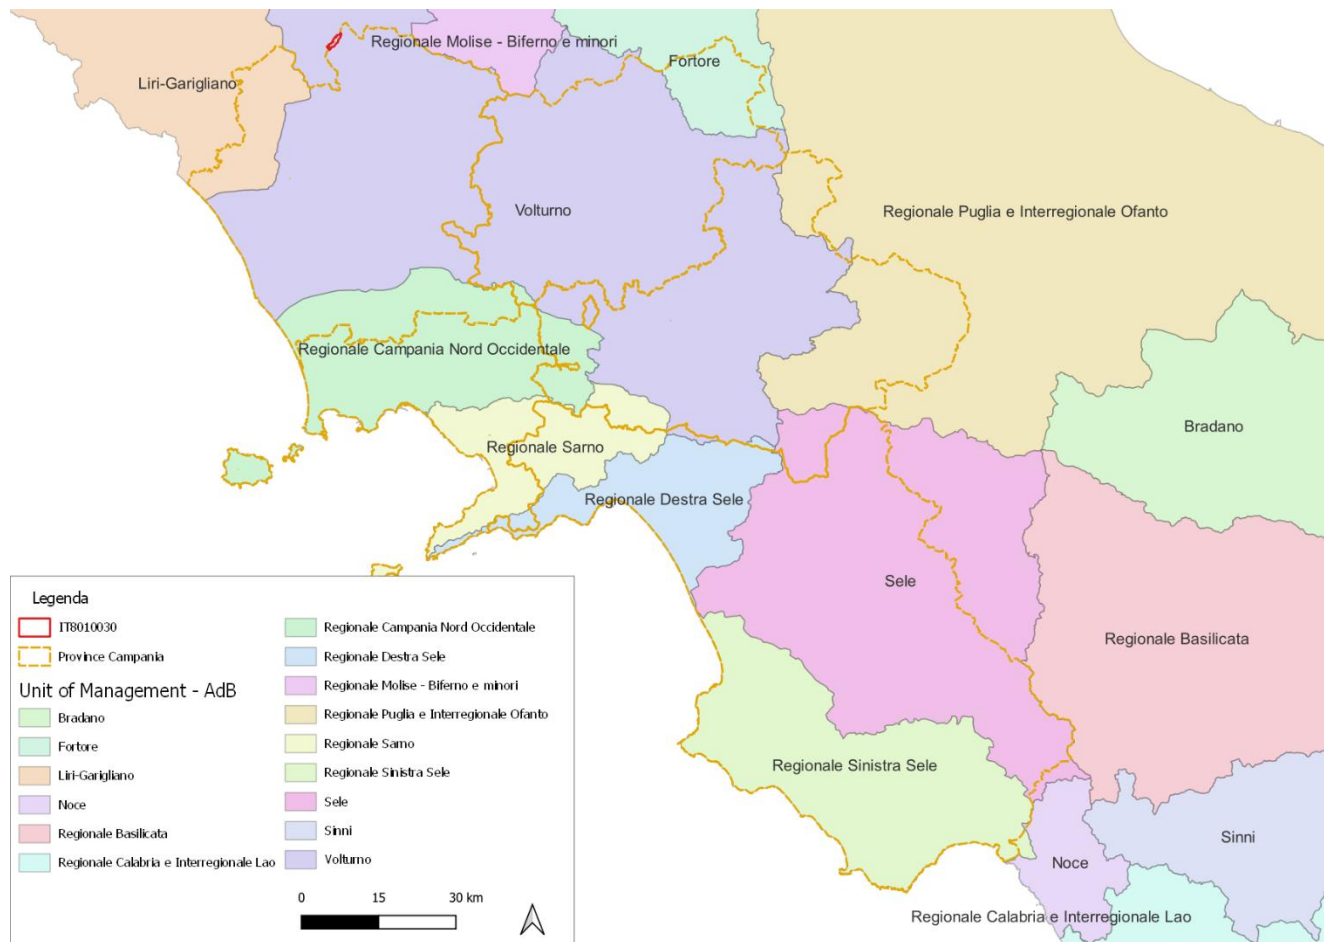 Regionale Molise - Biferno e minori
Fortore
Liri-Garigliano
Volturno
Regionale Puglia e Interregionale Ofanto
Regionale Campania Nord Occidentale
Bradano
Regionale Sarno
Regionale Destra Sele
Sele
Regionale Basilicata
Regionale Sinistra Sele
Sinni
Noce
Regionale Calabria e Interregionale Lao
Legenda
IT8010030
Province Campania
Unit of Management - AdB
Bradano
Fortore
Liri-Garigliano
Noce
Regionale Basilicata
Regionale Calabria e Interregionale Lao
Regionale Campania Nord Occidentale
Regionale Destra Sele
Regionale Molise - Biferno e minori
Regionale Puglia e Interregionale Ofanto
Regionale Sarno
Regionale Sinistra Sele
Sele
Sinni
Volturno
0 15 30 km